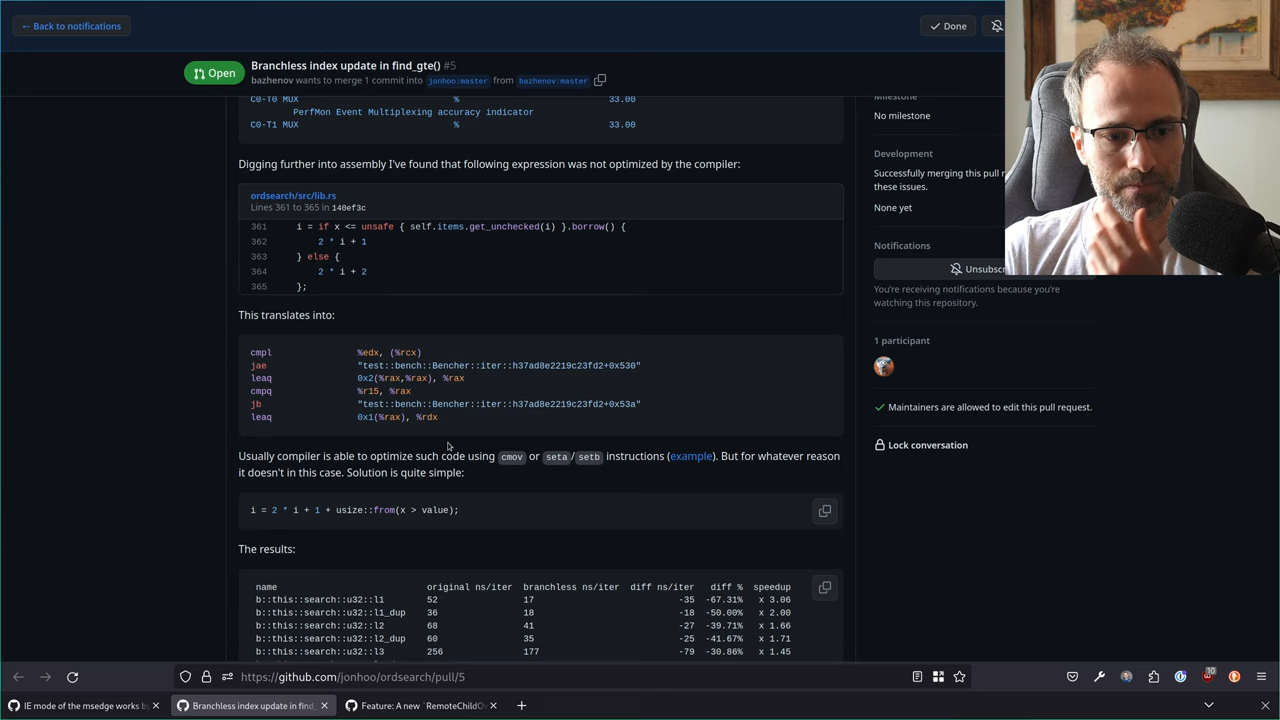 ← Back to notifications
Done
Open
Branchless index update in find_gte() #5
bazhenov wants to merge 1 commit into jonhoo:master from bazhenov:master
C0-T0 MUX % 33.00
PerfMon Event Multiplexing accuracy indicator
C0-T1 MUX % 33.00
Digging further into assembly I've found that following expression was not optimized by the compiler:
ordsearch/src/lib.rs
Lines 361 to 365 in 140ef3c
361 i = if x <= unsafe { self.items.get_unchecked(i) }.borrow() {
362 2 * i + 1
363 } else {
364 2 * i + 2
365 };
This translates into:
cmpl %edx, (%rcx)
jae "test::bench::Bencher::iter::h37ad8e2219c23fd2+0x530"
leaq 0x2(%rax,%rax), %rax
cmpq %r15, %rax
jb "test::bench::Bencher::iter::h37ad8e2219c23fd2+0x53a"
leaq 0x1(%rax), %rdx
Usually compiler is able to optimize such code using cmov or seta/setb instructions (example). But for whatever reason
it doesn't in this case. Solution is quite simple:
i = 2 * i + 1 + usize::from(x > value);
The results:
name original ns/iter branchless ns/iter diff ns/iter diff % speedup
b::this::search::u32::l1 52 17 -35 -67.31% x 3.06
b::this::search::u32::l1_dup 36 18 -18 -50.00% x 2.00
b::this::search::u32::l2 68 41 -27 -39.71% x 1.66
b::this::search::u32::l2_dup 60 35 -25 -41.67% x 1.71
b::this::search::u32::l3 256 177 -79 -30.86% x 1.45
Milestone
No milestone
Development
Successfully merging this pull r
these issues.
None yet
Notifications
Unsubsc
You're receiving notifications because you're
watching this repository.
1 participant
Maintainers are allowed to edit this pull request.
Lock conversation
https://github.com/jonhoo/ordsearch/pull/5
10
IE mode of the msedge works by
Branchless index update in find_
Feature: A new `RemoteChildO